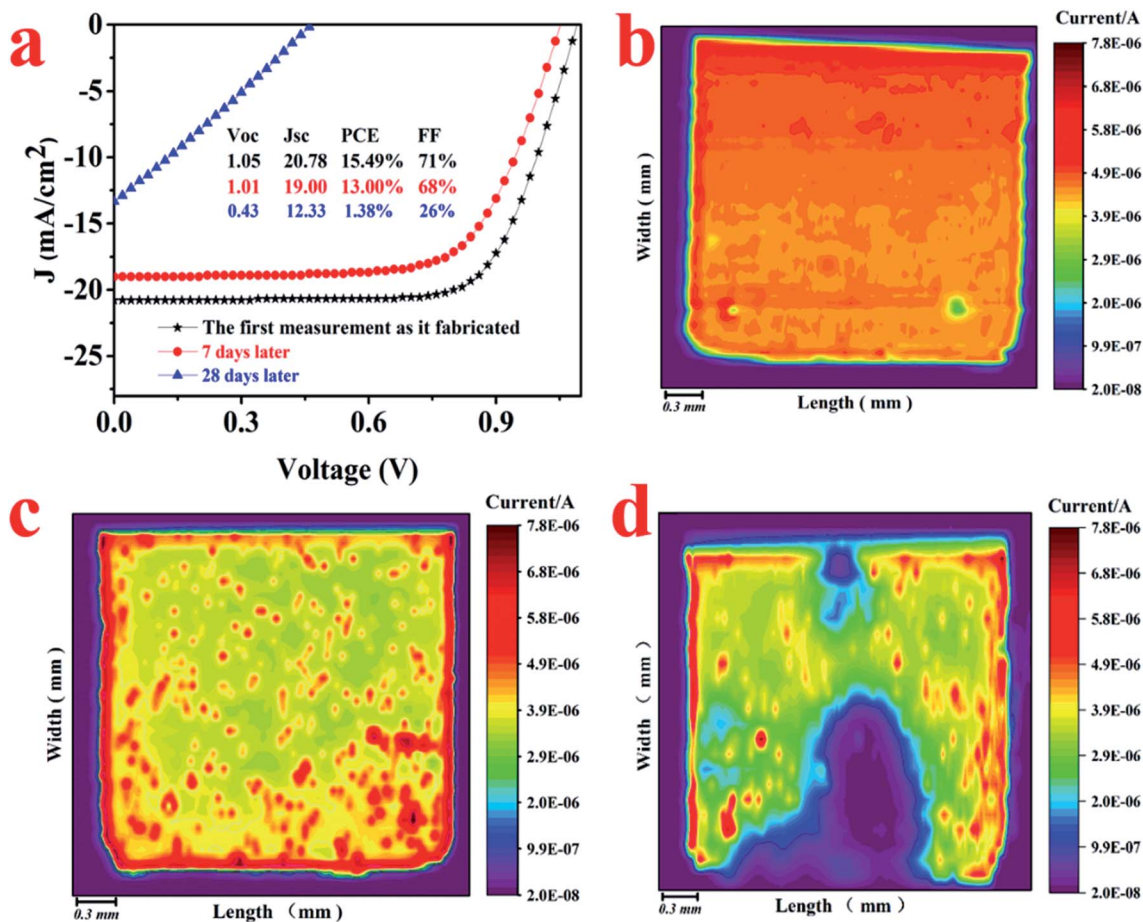 a
0
-5
-10
-15
-20
-25
J (mA/cm²)
Voc Jsc PCE FF
1.05 20.78 15.49% 71%
1.01 19.00 13.00% 68%
0.43 12.33 1.38% 26%
The first measurement as it fabricated
7 days later
28 days later
0.0 0.3 0.6 0.9
Voltage (V)
b
Current/A
7.8E-06
6.8E-06
5.8E-06
4.9E-06
3.9E-06
2.9E-06
2.0E-06
9.9E-07
2.0E-08
Width ( mm )
0.3 mm
Length ( mm )
c
Current/A
7.8E-06
6.8E-06
5.8E-06
4.9E-06
3.9E-06
2.9E-06
2.0E-06
9.9E-07
2.0E-08
Width ( mm )
0.3 mm
Length （mm）
d
Current/A
7.8E-06
6.8E-06
5.8E-06
4.9E-06
3.9E-06
2.9E-06
2.0E-06
9.9E-07
2.0E-08
Width （ mm ）
0.3 mm
Length （ mm ）